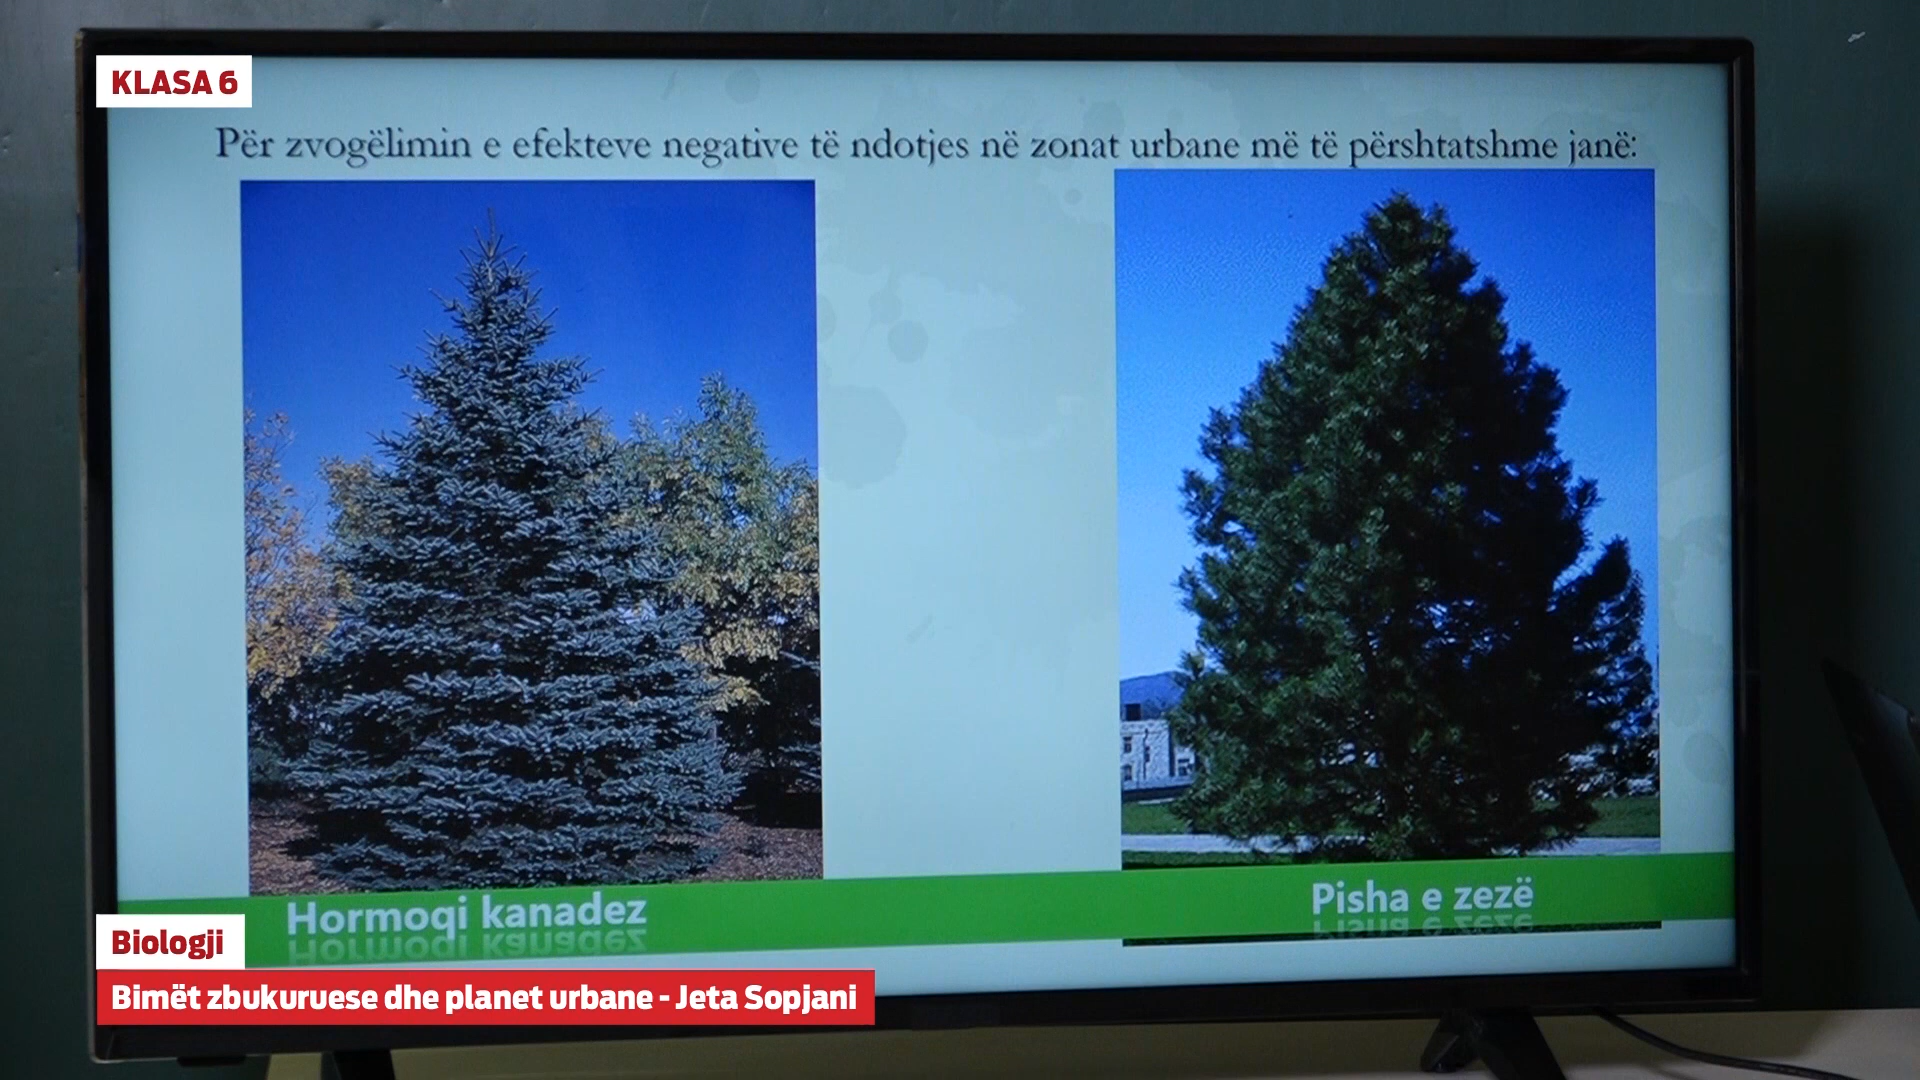 KLASA 6
Për zvogëlimin e efekteve negative të ndotjes në zonat urbane më të përshtatshme janë:
Hormoqi kanadez
Pisha e zezë
Biologji
Bimët zbukuruese dhe planet urbane - Jeta Sopjani